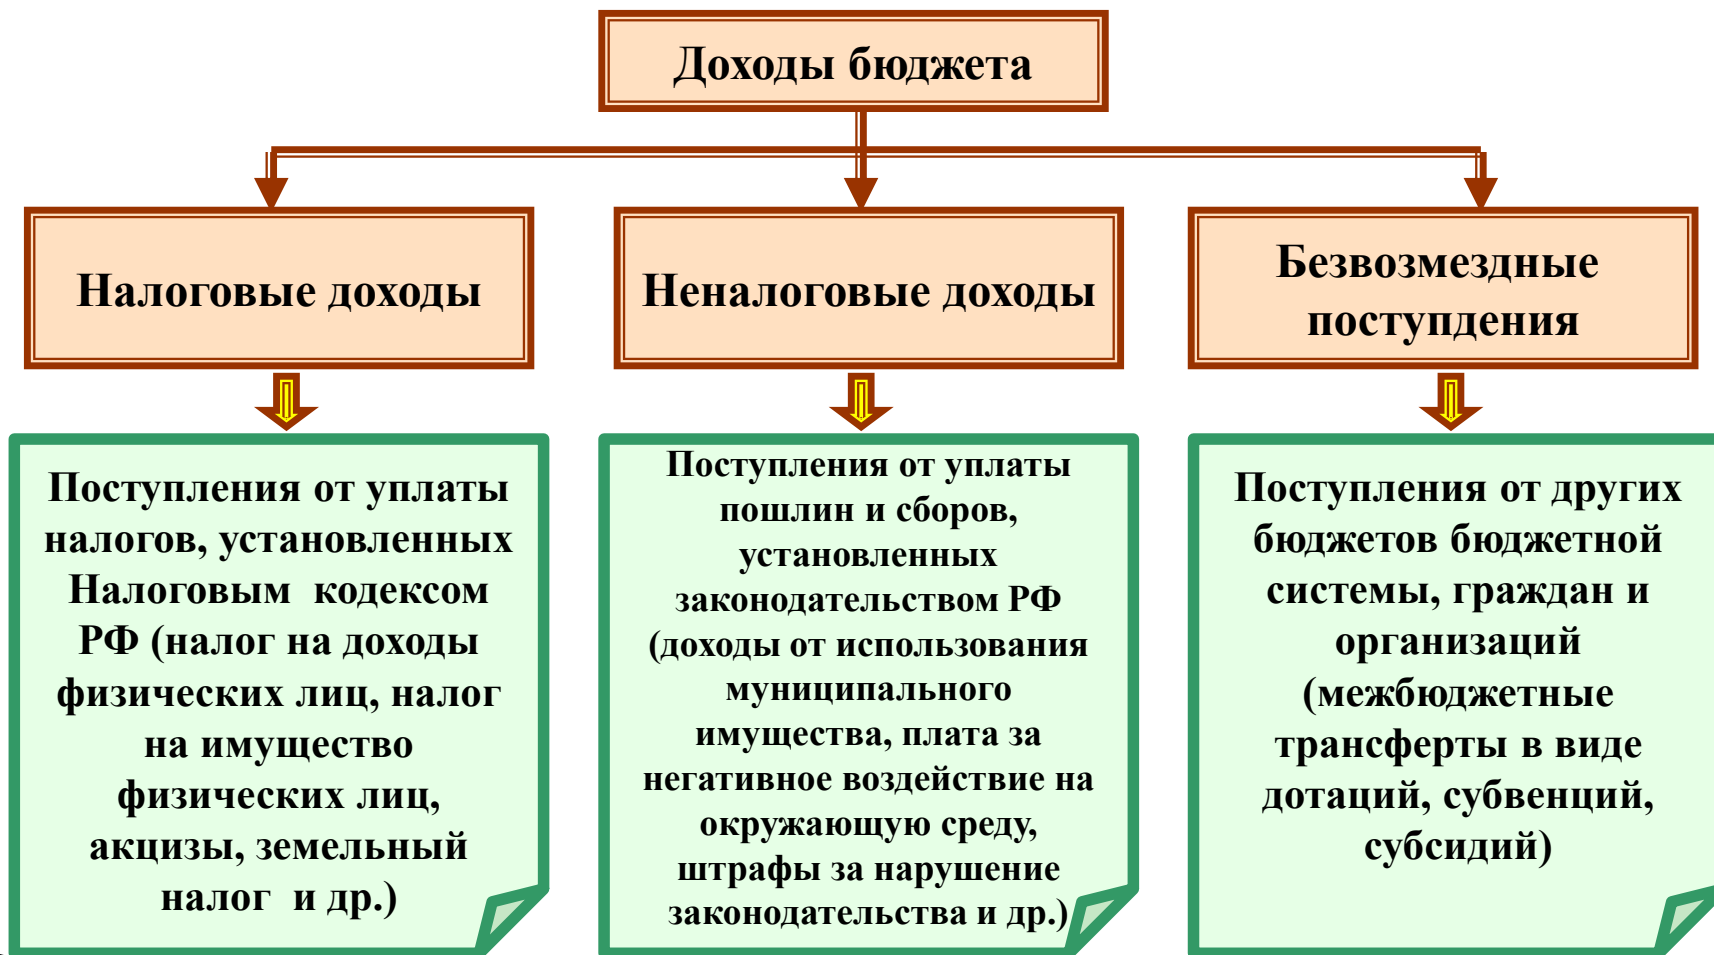 Доходы бюджета
Налоговые доходы
Неналоговые доходы
Безвозмездные
поступдения
Поступления от уплаты
налогов, установленных
Налоговым кодексом
РФ (налог на доходы
физических лиц, налог
на имущество
физических лиц,
акцизы, земельный
налог и др.)
Поступления от уплаты
пошлин и сборов,
установленных
законодательством РФ
(доходы от использования
муниципального
имущества, плата за
негативное воздействие на
окружающую среду,
штрафы за нарушение
законодательства и др.)
Поступления от других
бюджетов бюджетной
системы, граждан и
организаций
(межбюджетные
трансферты в виде
дотаций, субвенций,
субсидий)